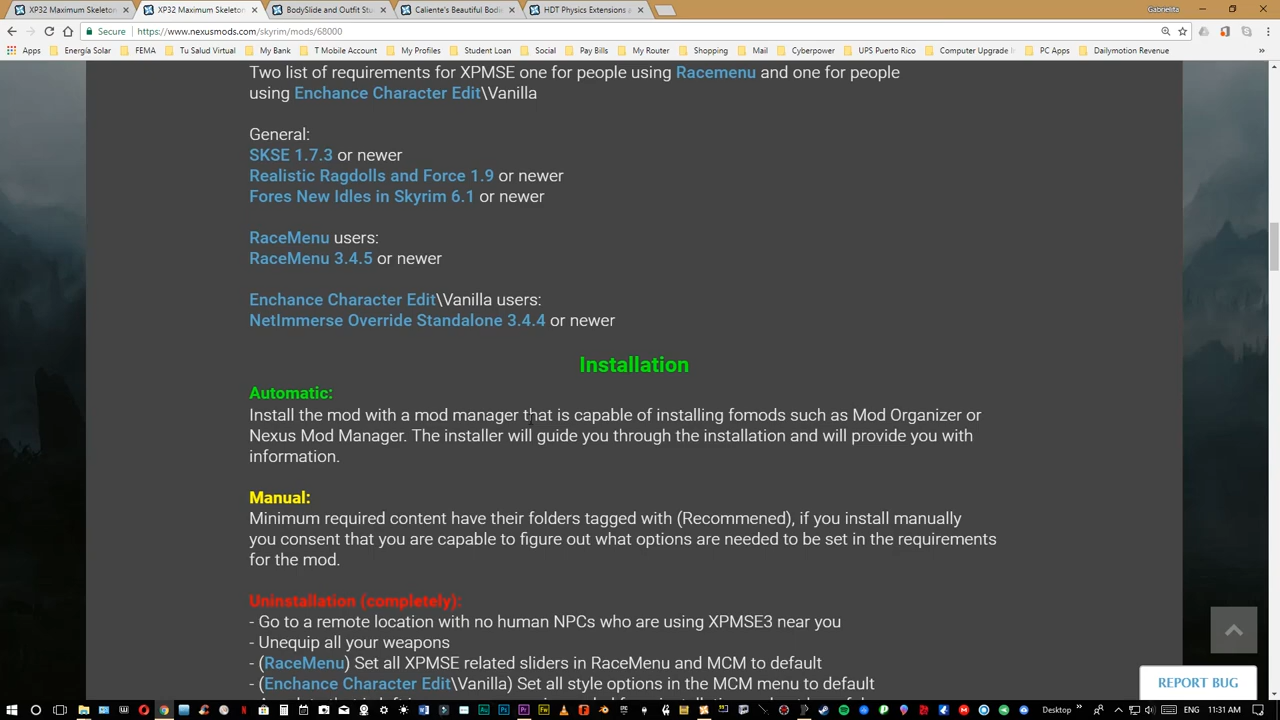 XP32 Maximum Skeleton
XP32 Maximum Skeleton
BodySlide and Outfit Stu
Caliente's Beautiful Bodi
HDT Physics Extensions a
Gabrielita
Secure
https://www.nexusmods.com/skyrim/mods/68000
Apps
Energía Solar
FEMA
Tu Salud Virtual
My Bank
T Mobile Account
My Profiles
Student Loan
Social
Pay Bills
My Router
Shopping
Mail
Cyberpower
UPS Puerto Rico
Computer Upgrade
PC Apps
Dailymotion Revenue
Two list of requirements for XPMSE one for people using Racemenu and one for people
using Enchance Character Edit\Vanilla
General:
SKSE 1.7.3 or newer
Realistic Ragdolls and Force 1.9 or newer
Fores New Idles in Skyrim 6.1 or newer
RaceMenu users:
RaceMenu 3.4.5 or newer
Enchance Character Edit\Vanilla users:
NetImmerse Override Standalone 3.4.4 or newer
Installation
Automatic:
Install the mod with a mod manager that is capable of installing fomods such as Mod Organizer or
Nexus Mod Manager. The installer will guide you through the installation and will provide you with
information.
Manual:
Minimum required content have their folders tagged with (Recommened), if you install manually
you consent that you are capable to figure out what options are needed to be set in the requirements
for the mod.
Uninstallation (completely):
- Go to a remote location with no human NPCs who are using XPMSE3 near you
- Unequip all your weapons
- (RaceMenu) Set all XPMSE related sliders in RaceMenu and MCM to default
- (Enchance Character Edit\Vanilla) Set all style options in the MCM menu to default
REPORT BUG
Desktop
11:31 AM